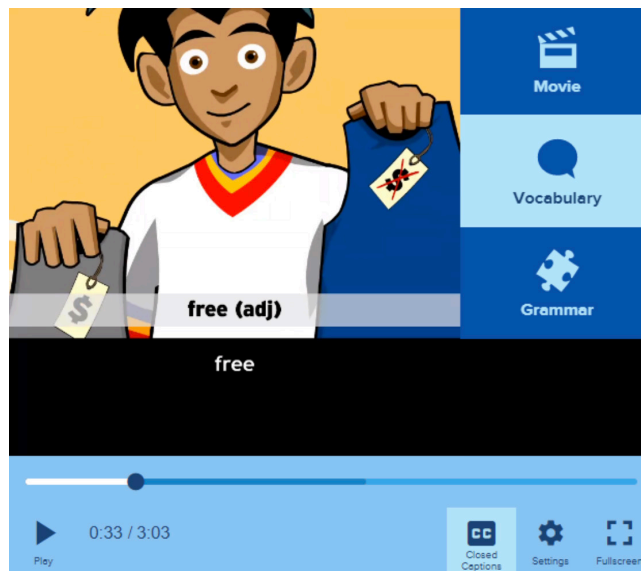 Movie
Vocabulary
Grammar
$
$
free (adj)
free
0:33 / 3:03
Play
CC
Closed
Captions
Settings
Fullscreen